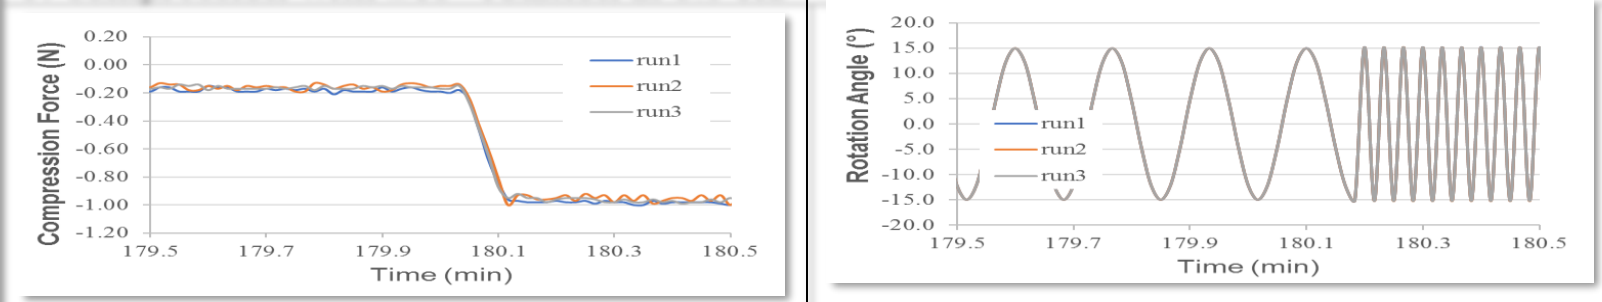 0.20
0.00
-0.20
-0.40
-0.60
-0.80
-1.00
-1.20
Compression Force (N)
run1
run2
run3
179.5 179.7 179.9 180.1 180.3 180.5
Time (min)
20.0
15.0
10.0
5.0
0.0
-5.0
-10.0
-15.0
-20.0
Rotation Angle (°)
run1
run2
run3
179.5 179.7 179.9 180.1 180.3 180.5
Time (min)